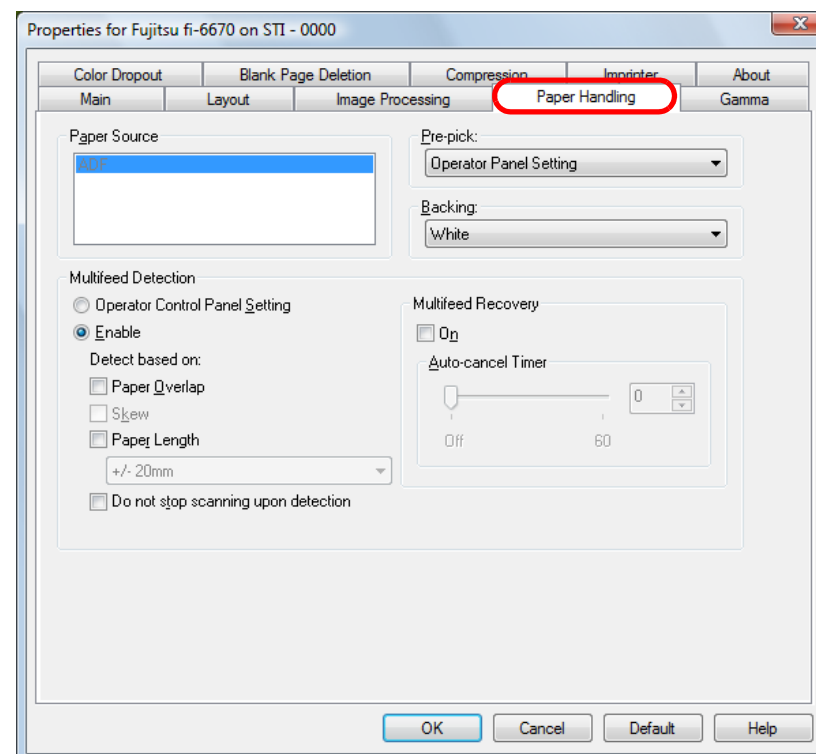 Properties for Fujitsu fi-6670 on STI - 0000
Color Dropout Blank Page Deletion Compression Imprinter About
Main Layout Image Processing Paper Handling Gamma
Paper Source
ADF
Pre-pick:
Operator Panel Setting
Backing:
White
Multifeed Detection
Operator Control Panel Setting
Enable
Detect based on:
Paper Overlap
Skew
Paper Length
+/- 20mm
Do not stop scanning upon detection
Multifeed Recovery
On
Auto-cancel Timer
0
Off 60
OK Cancel Default Help